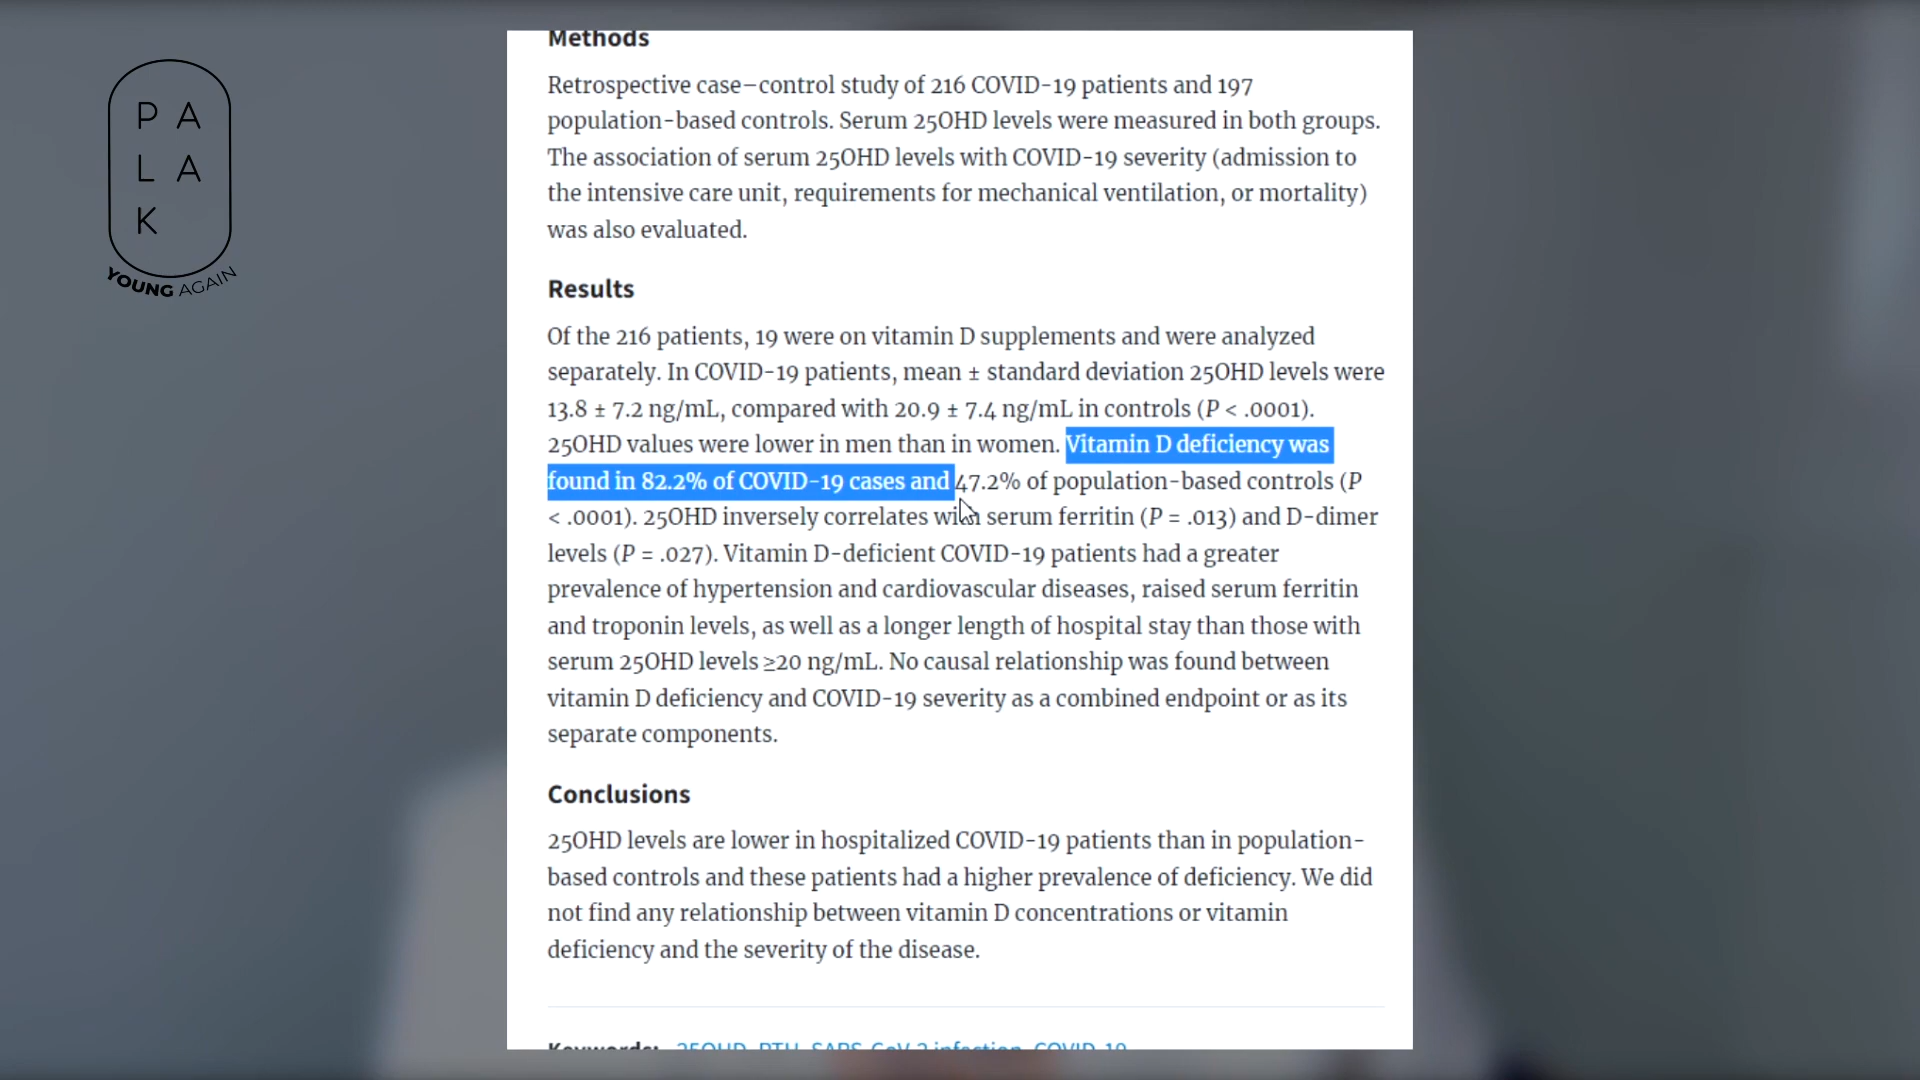 P A
L A
K
YOUNG AGAIN
Methods
Retrospective case–control study of 216 COVID-19 patients and 197
population-based controls. Serum 25OHD levels were measured in both groups.
The association of serum 25OHD levels with COVID-19 severity (admission to
the intensive care unit, requirements for mechanical ventilation, or mortality)
was also evaluated.
Results
Of the 216 patients, 19 were on vitamin D supplements and were analyzed
separately. In COVID-19 patients, mean ± standard deviation 25OHD levels were
13.8 ± 7.2 ng/mL, compared with 20.9 ± 7.4 ng/mL in controls (P < .0001).
25OHD values were lower in men than in women. Vitamin D deficiency was
found in 82.2% of COVID-19 cases and 47.2% of population-based controls (P
< .0001). 25OHD inversely correlates with serum ferritin (P = .013) and D-dimer
levels (P = .027). Vitamin D-deficient COVID-19 patients had a greater
prevalence of hypertension and cardiovascular diseases, raised serum ferritin
and troponin levels, as well as a longer length of hospital stay than those with
serum 25OHD levels ≥20 ng/mL. No causal relationship was found between
vitamin D deficiency and COVID-19 severity as a combined endpoint or as its
separate components.
Conclusions
25OHD levels are lower in hospitalized COVID-19 patients than in population-
based controls and these patients had a higher prevalence of deficiency. We did
not find any relationship between vitamin D concentrations or vitamin
deficiency and the severity of the disease.
Keywords: 25OHD, PTH, SARS-CoV-2 infection, COVID-19